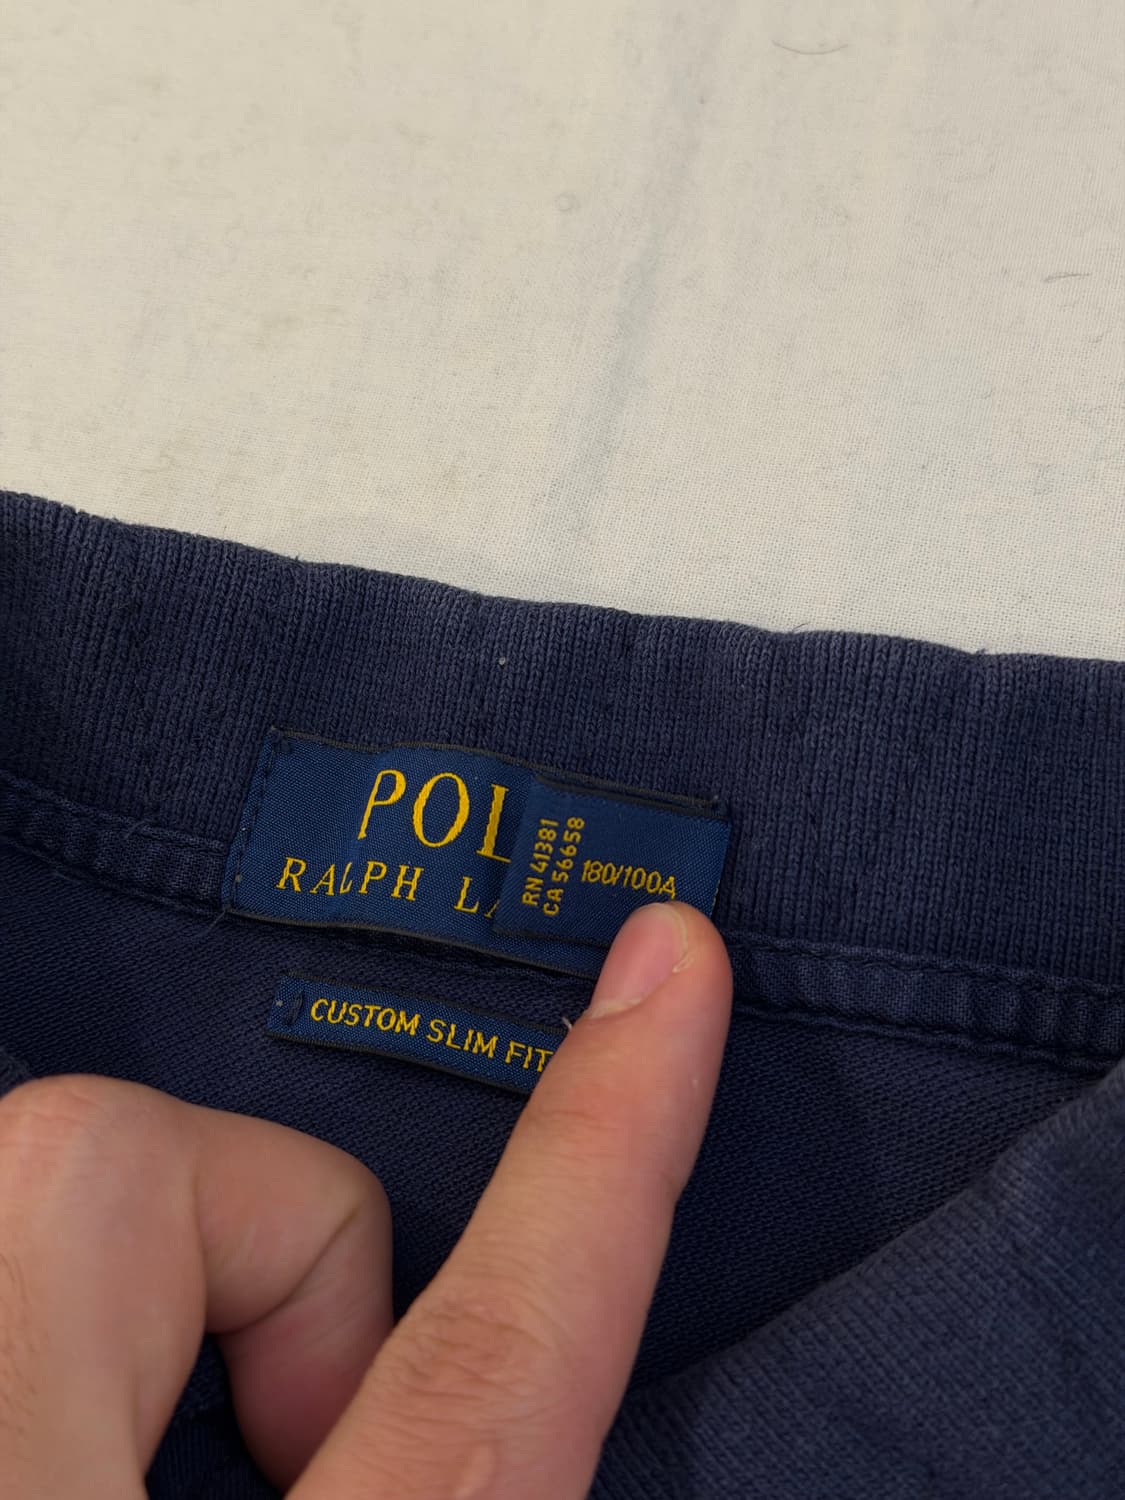 POL
RALPH LA
RN 41381
CA 56658
180/100A
CUSTOM SLIM FIT